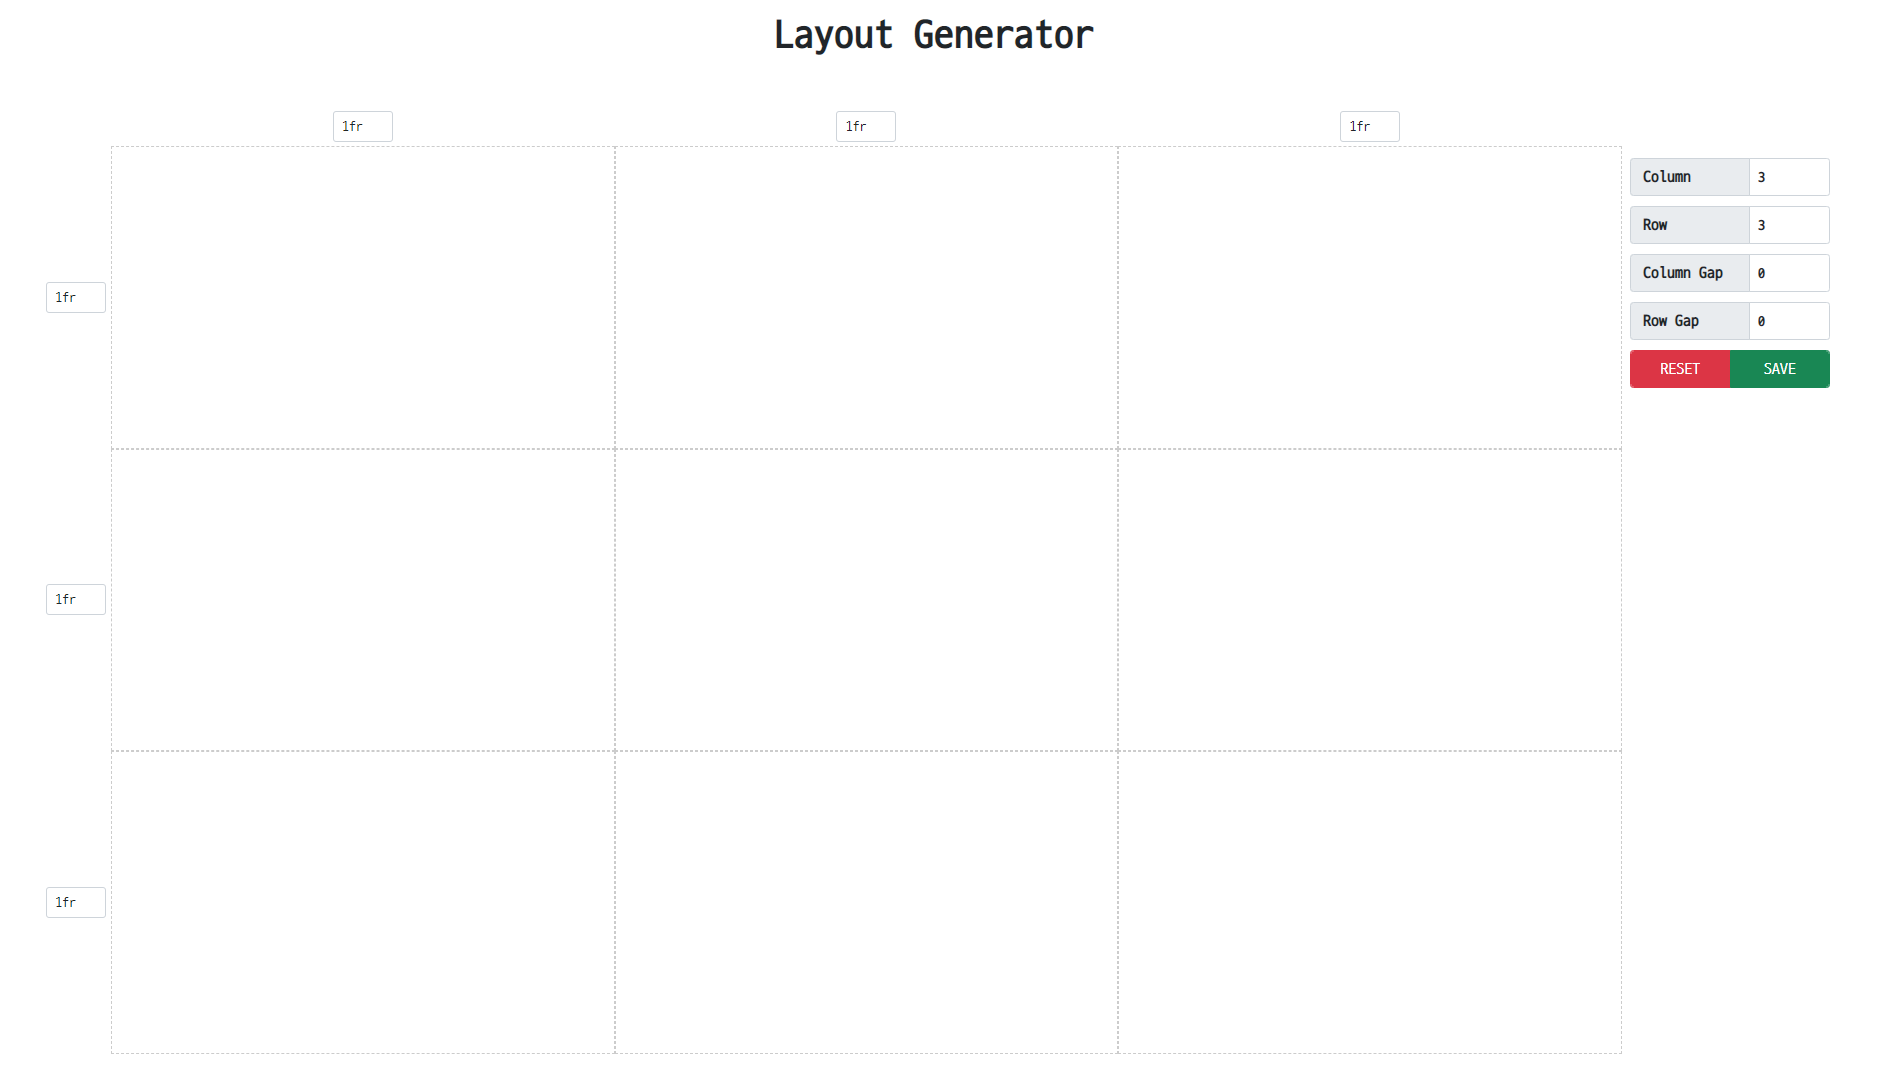 Layout Generator
1fr
1fr
1fr
Column 3
Row 3
Column Gap 0
Row Gap 0
RESET SAVE
1fr
1fr
1fr